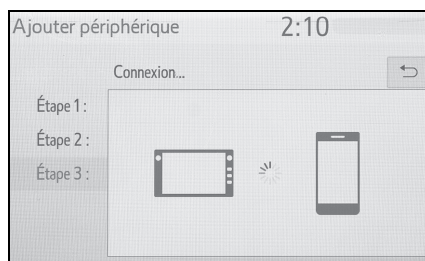 Ajouter périphérique 2:10
Connexion...
Étape 1 :
Étape 2 :
Étape 3 :